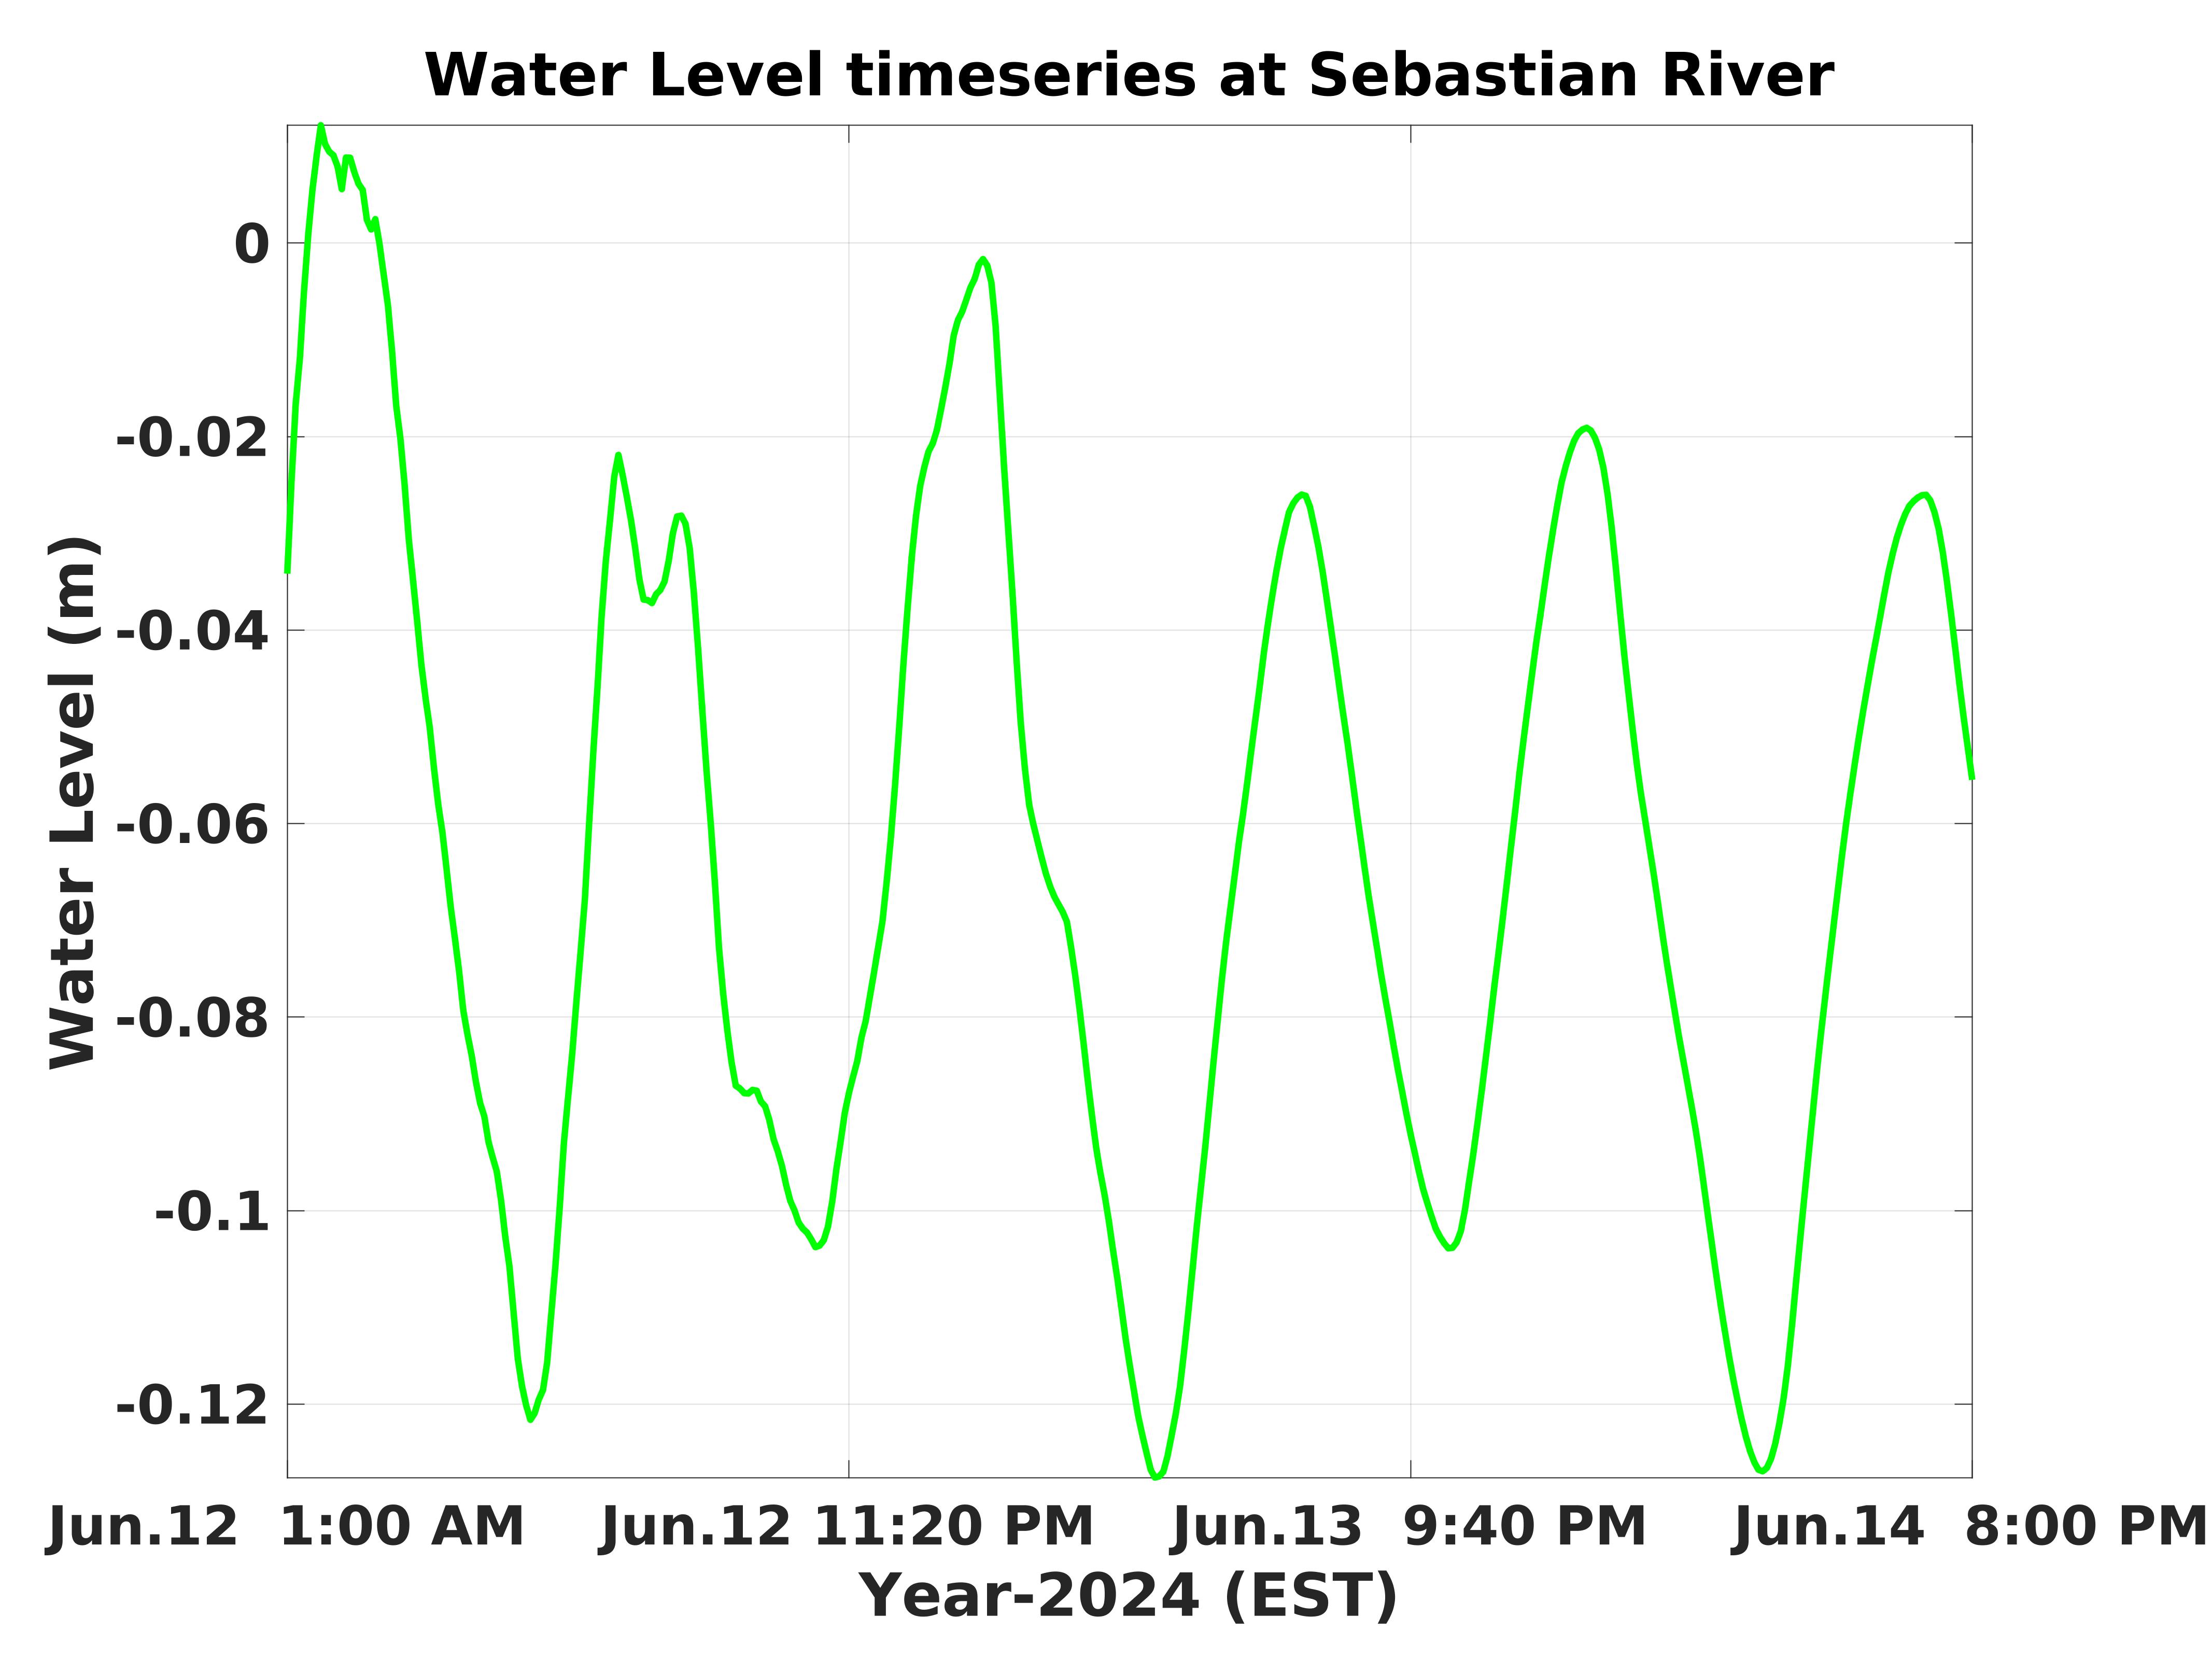 Water Level timeseries at Sebastian River
Water Level (m)
0
-0.02
-0.04
-0.06
-0.08
-0.1
-0.12
Jun.12  1:00 AM
Jun.12 11:20 PM
Jun.13  9:40 PM
Jun.14  8:00 PM
Year-2024 (EST)